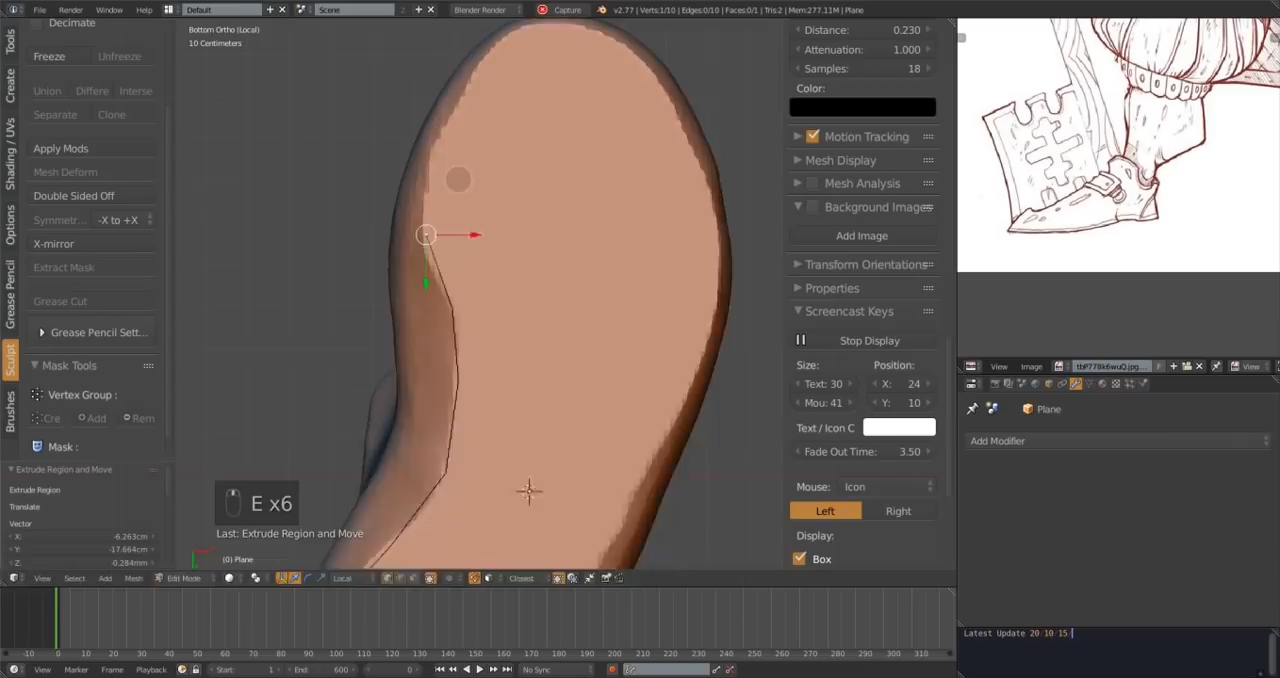 File Render Window Help Default Scene 2 Blender Render Capture v2.77 | Verts:1/10 | Edges:0/10 | Faces:0/1 | Tris:2 | Mem:277.11M | Plane
Tools
Create
Shading / UVs
Options
Grease Pencil
Sculpt
Brushes
Decimate
Freeze Unfreeze
Union Differe Interse
Separate Clone
Apply Mods
Mesh Deform
Double Sided Off
Symmetr... -X to +X
X-mirror
Extract Mask
Grease Cut
Grease Pencil Sett...
Mask Tools
Vertex Group :
Cre Add Rem
Mask :
Extrude Region and Move
Extrude Region
Translate
Vector
X: -6.263cm
Y: -17.664cm
Z: -0.284mm
Bottom Ortho (Local)
10 Centimeters
E x6
Last: Extrude Region and Move
(0) Plane
Distance: 0.230
Attenuation: 1.000
Samples: 18
Color:
Motion Tracking
Mesh Display
Mesh Analysis
Background Images
Add Image
Transform Orientations
Properties
Screencast Keys
Stop Display
Size: Position:
Text: 30 X: 24
Mou: 41 Y: 10
Text / Icon C
Fade Out Time: 3.50
Mouse: Icon
Left Right
Display:
Box
View Image tbP778k6wuQ.jpg... F View
Plane
Add Modifier
Latest Update 20 10 15
View Select Add Mesh Edit Mode Local Closest
-10 0 10 20 30 40 50 60 70 80 90 100 110 120 130 140 150 160 170 180 190 200 210 220 230 240 250 260 270 280 290 300 310
View Marker Frame Playback Start: 1 End: 600 0 No Sync